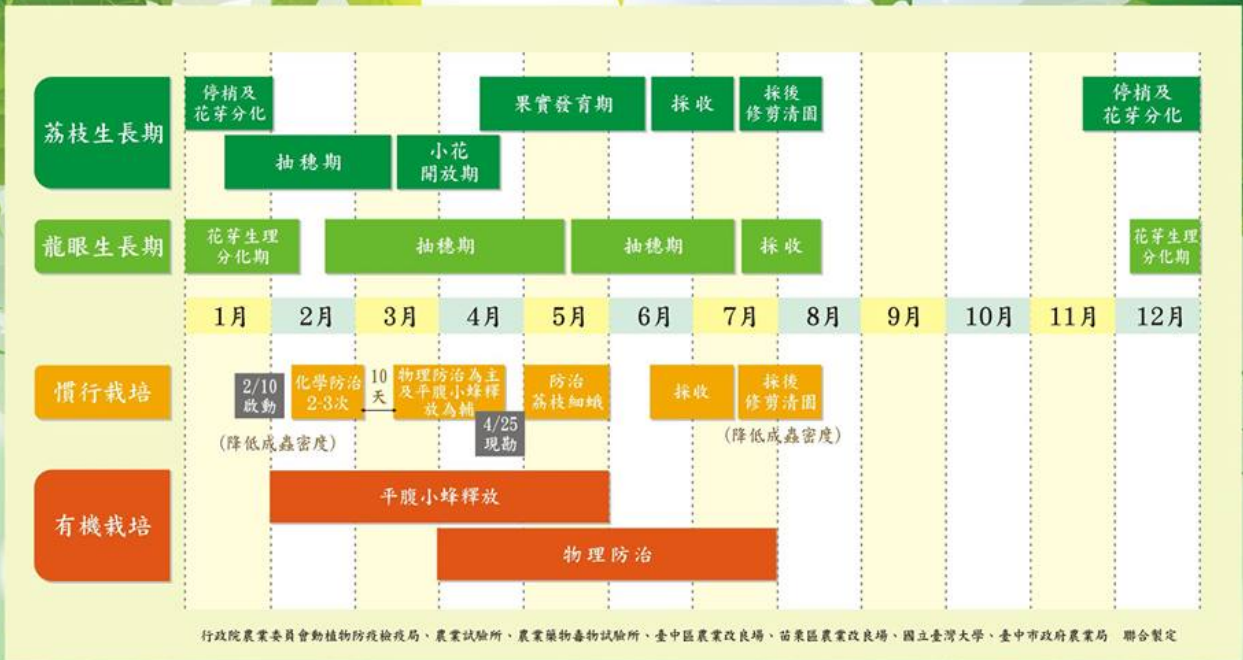 荔枝生長期
停梢及
花芽分化
果實發育期
採收
採後
修剪清園
停梢及
花芽分化
抽穗期
小花
開放期
龍眼生長期
花芽生理
分化期
抽穗期
抽穗期
採收
花芽生理
分化期
1月
2月
3月
4月
5月
6月
7月
8月
9月
10月
11月
12月
慣行栽培
2/10
啟動
化學防治
2-3次
10
天
物理防治為主
及平腹小蜂釋
放為輔
4/25
現勘
防治
荔枝細蛾
採收
採後
修剪清園
(降低成蟲密度)
(降低成蟲密度)
有機栽培
平腹小蜂釋放
物理防治
行政院農業委員會動植物防疫檢疫局、農業試驗所、農業藥物毒物試驗所、臺中區農業改良場、苗栗區農業改良場、國立臺灣大學、臺中市政府農業局 聯合製定